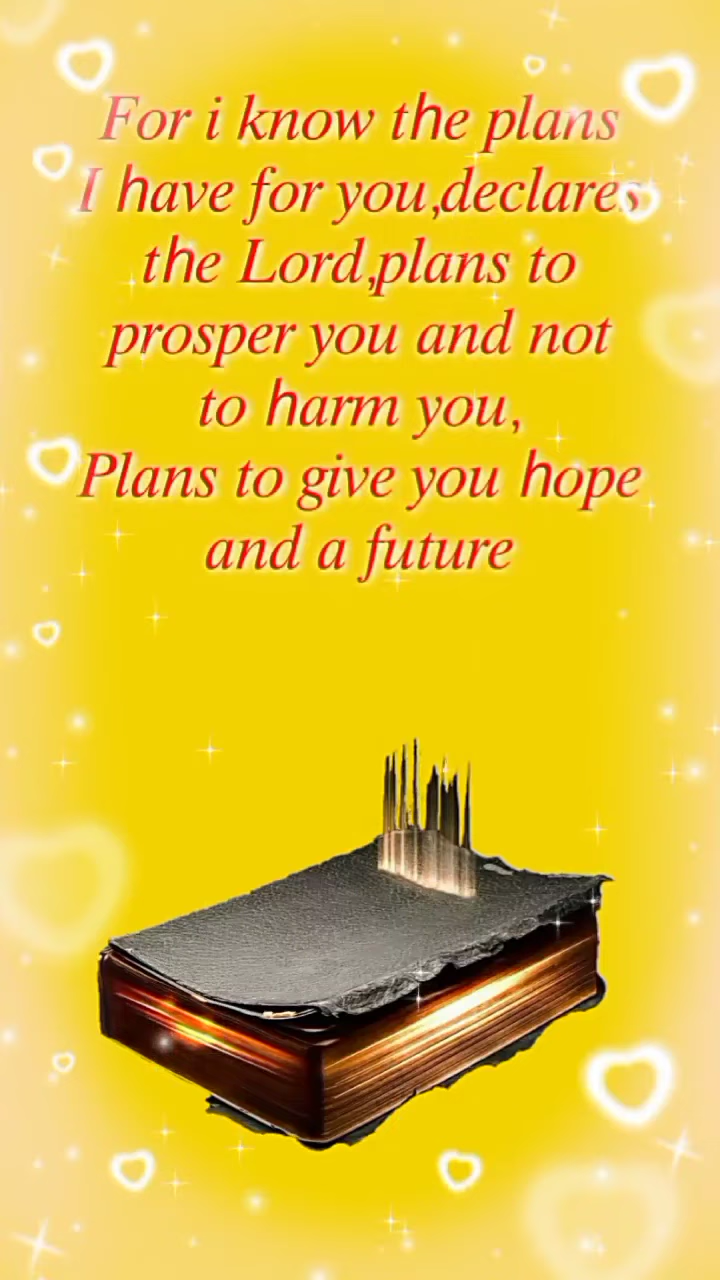 For i know the plans
I have for you,declares
the Lord,plans to
prosper you and not
to harm you,
Plans to give you hope
and a future